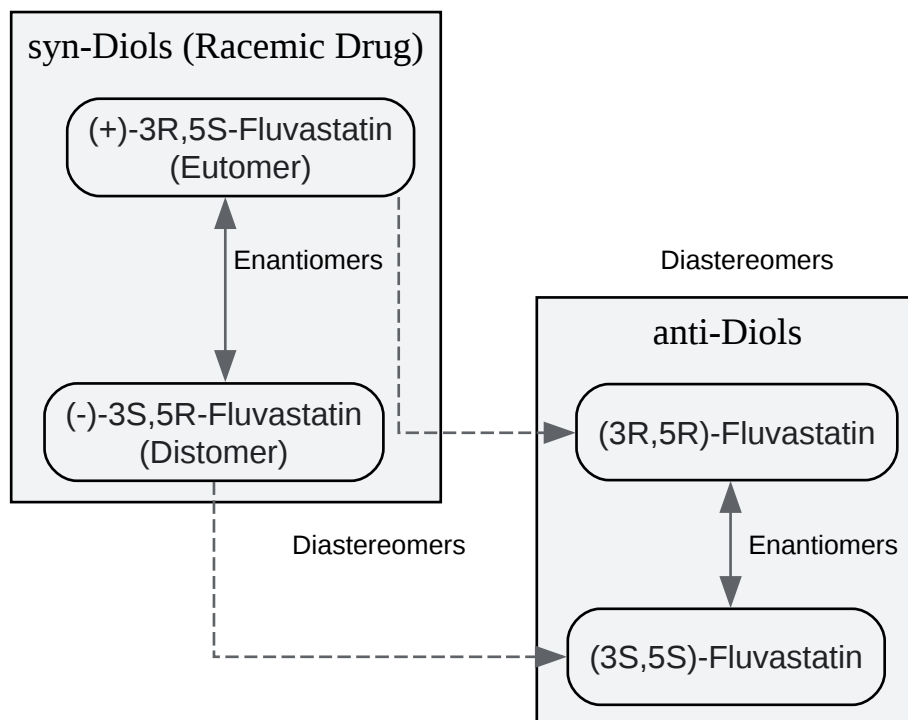 syn-Diols (Racemic Drug)
(+)-3R,5S-Fluvastatin
(Eutomer)
Enantiomers
(-)-3S,5R-Fluvastatin
(Distomer)
Diastereomers
anti-Diols
(3R,5R)-Fluvastatin
Diastereomers
Enantiomers
(3S,5S)-Fluvastatin